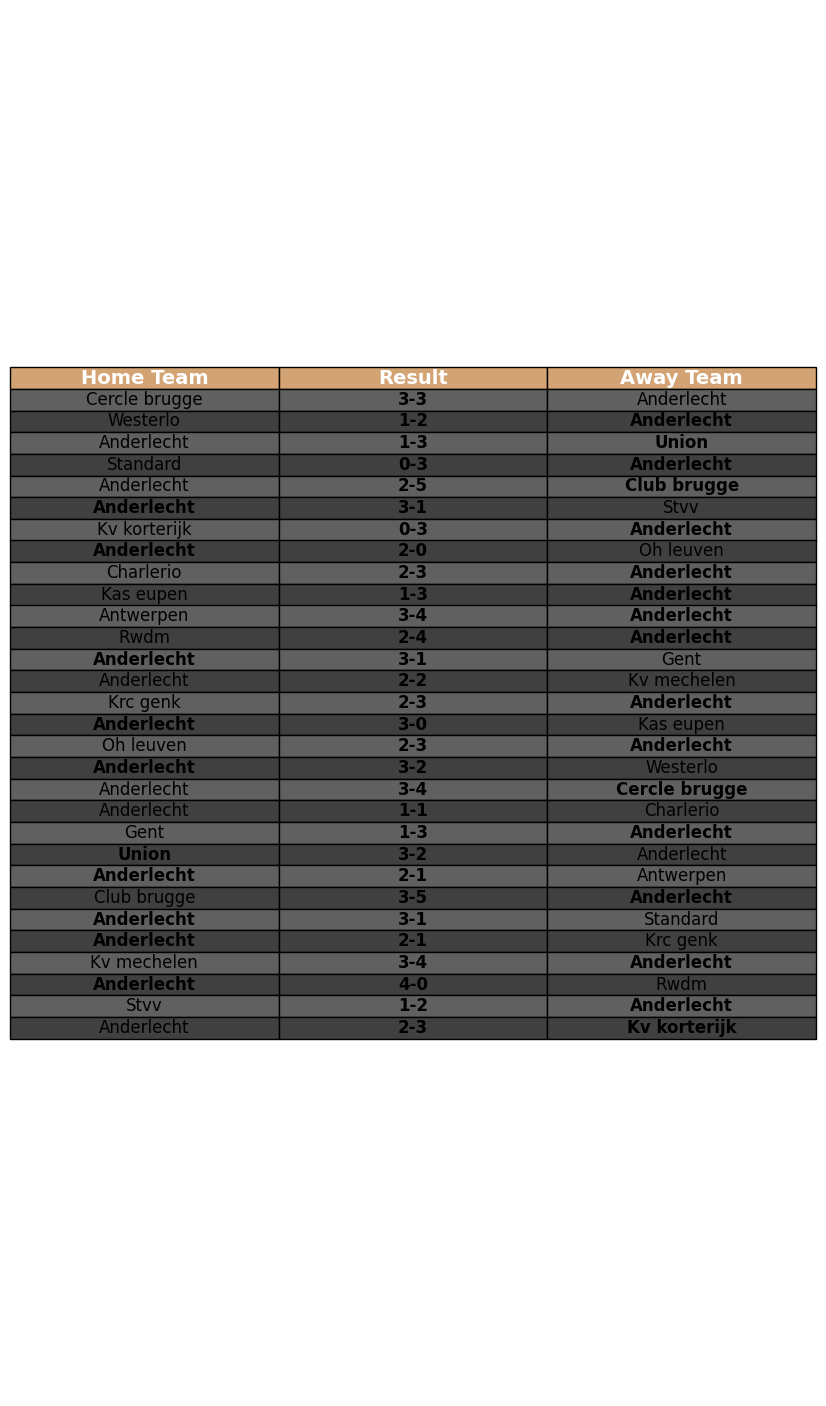 Home Team Result Away Team
Cercle brugge 3-3 Anderlecht
Westerlo 1-2 Anderlecht
Anderlecht 1-3 Union
Standard 0-3 Anderlecht
Anderlecht 2-5 Club brugge
Anderlecht 3-1 Stvv
Kv korterijk 0-3 Anderlecht
Anderlecht 2-0 Oh leuven
Charlerio 2-3 Anderlecht
Kas eupen 1-3 Anderlecht
Antwerpen 3-4 Anderlecht
Rwdm 2-4 Anderlecht
Anderlecht 3-1 Gent
Anderlecht 2-2 Kv mechelen
Krc genk 2-3 Anderlecht
Anderlecht 3-0 Kas eupen
Oh leuven 2-3 Anderlecht
Anderlecht 3-2 Westerlo
Anderlecht 3-4 Cercle brugge
Anderlecht 1-1 Charlerio
Gent 1-3 Anderlecht
Union 3-2 Anderlecht
Anderlecht 2-1 Antwerpen
Club brugge 3-5 Anderlecht
Anderlecht 3-1 Standard
Anderlecht 2-1 Krc genk
Kv mechelen 3-4 Anderlecht
Anderlecht 4-0 Rwdm
Stvv 1-2 Anderlecht
Anderlecht 2-3 Kv korterijk